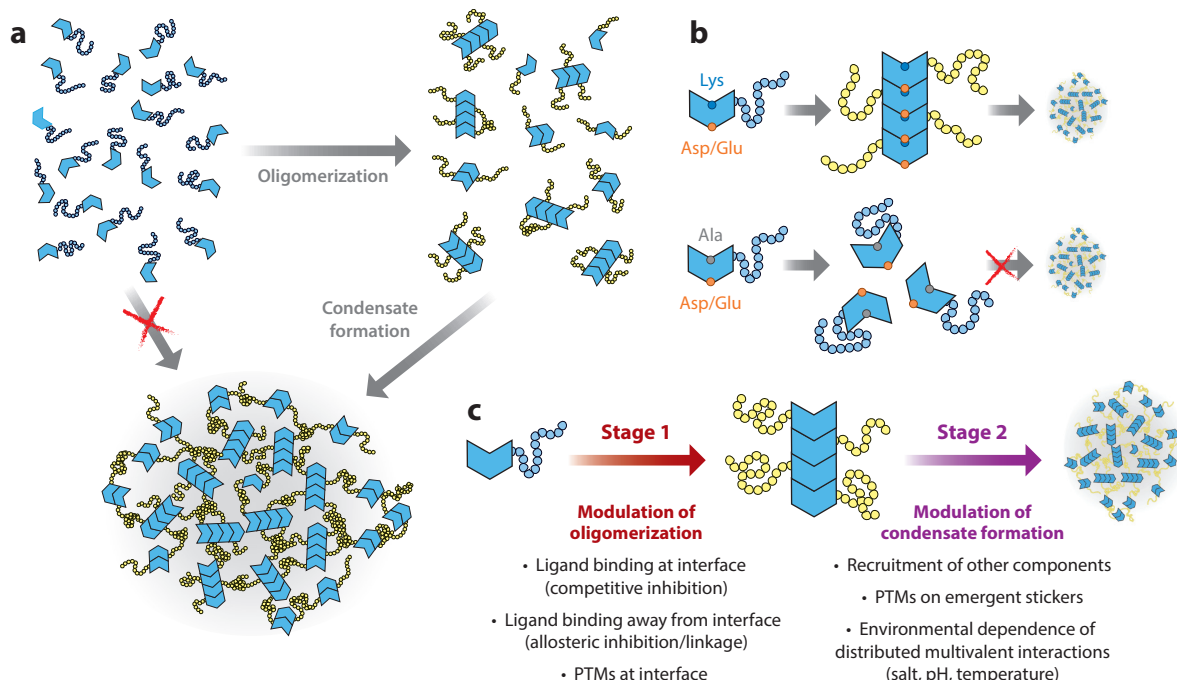 a
Oligomerization
Condensate
formation
b
Lys
Asp/Glu
Ala
Asp/Glu
c
Stage 1
Modulation of
oligomerization
• Ligand binding at interface
(competitive inhibition)
• Ligand binding away from interface
(allosteric inhibition/linkage)
• PTMs at interface
Stage 2
Modulation of
condensate formation
• Recruitment of other components
• PTMs on emergent stickers
• Environmental dependence of
distributed multivalent interactions
(salt, pH, temperature)